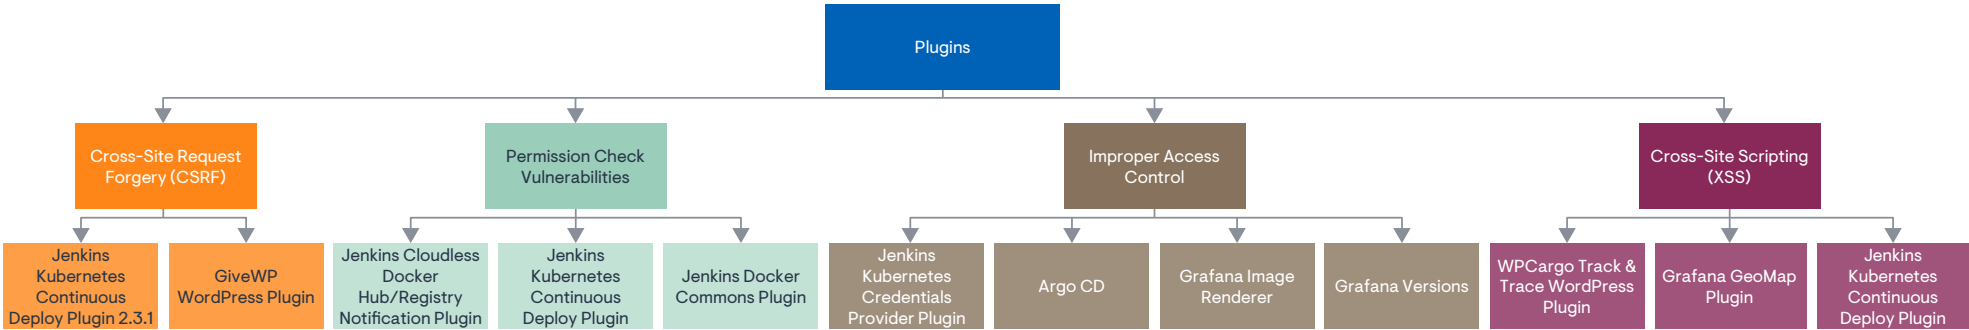 Plugins
Cross-Site Request
Forgery (CSRF)
Permission Check
Vulnerabilities
Improper Access
Control
Cross-Site Scripting
(XSS)
Jenkins
Kubernetes
Continuous
Deploy Plugin 2.3.1
GiveWP
WordPress Plugin
Jenkins Cloudless
Docker
Hub/Registry
Notification Plugin
Jenkins
Kubernetes
Continuous
Deploy Plugin
Jenkins Docker
Commons Plugin
Jenkins
Kubernetes
Credentials
Provider Plugin
Argo CD
Grafana Image
Renderer
Grafana Versions
WPCargo Track &
Trace WordPress
Plugin
Grafana GeoMap
Plugin
Jenkins
Kubernetes
Continuous
Deploy Plugin